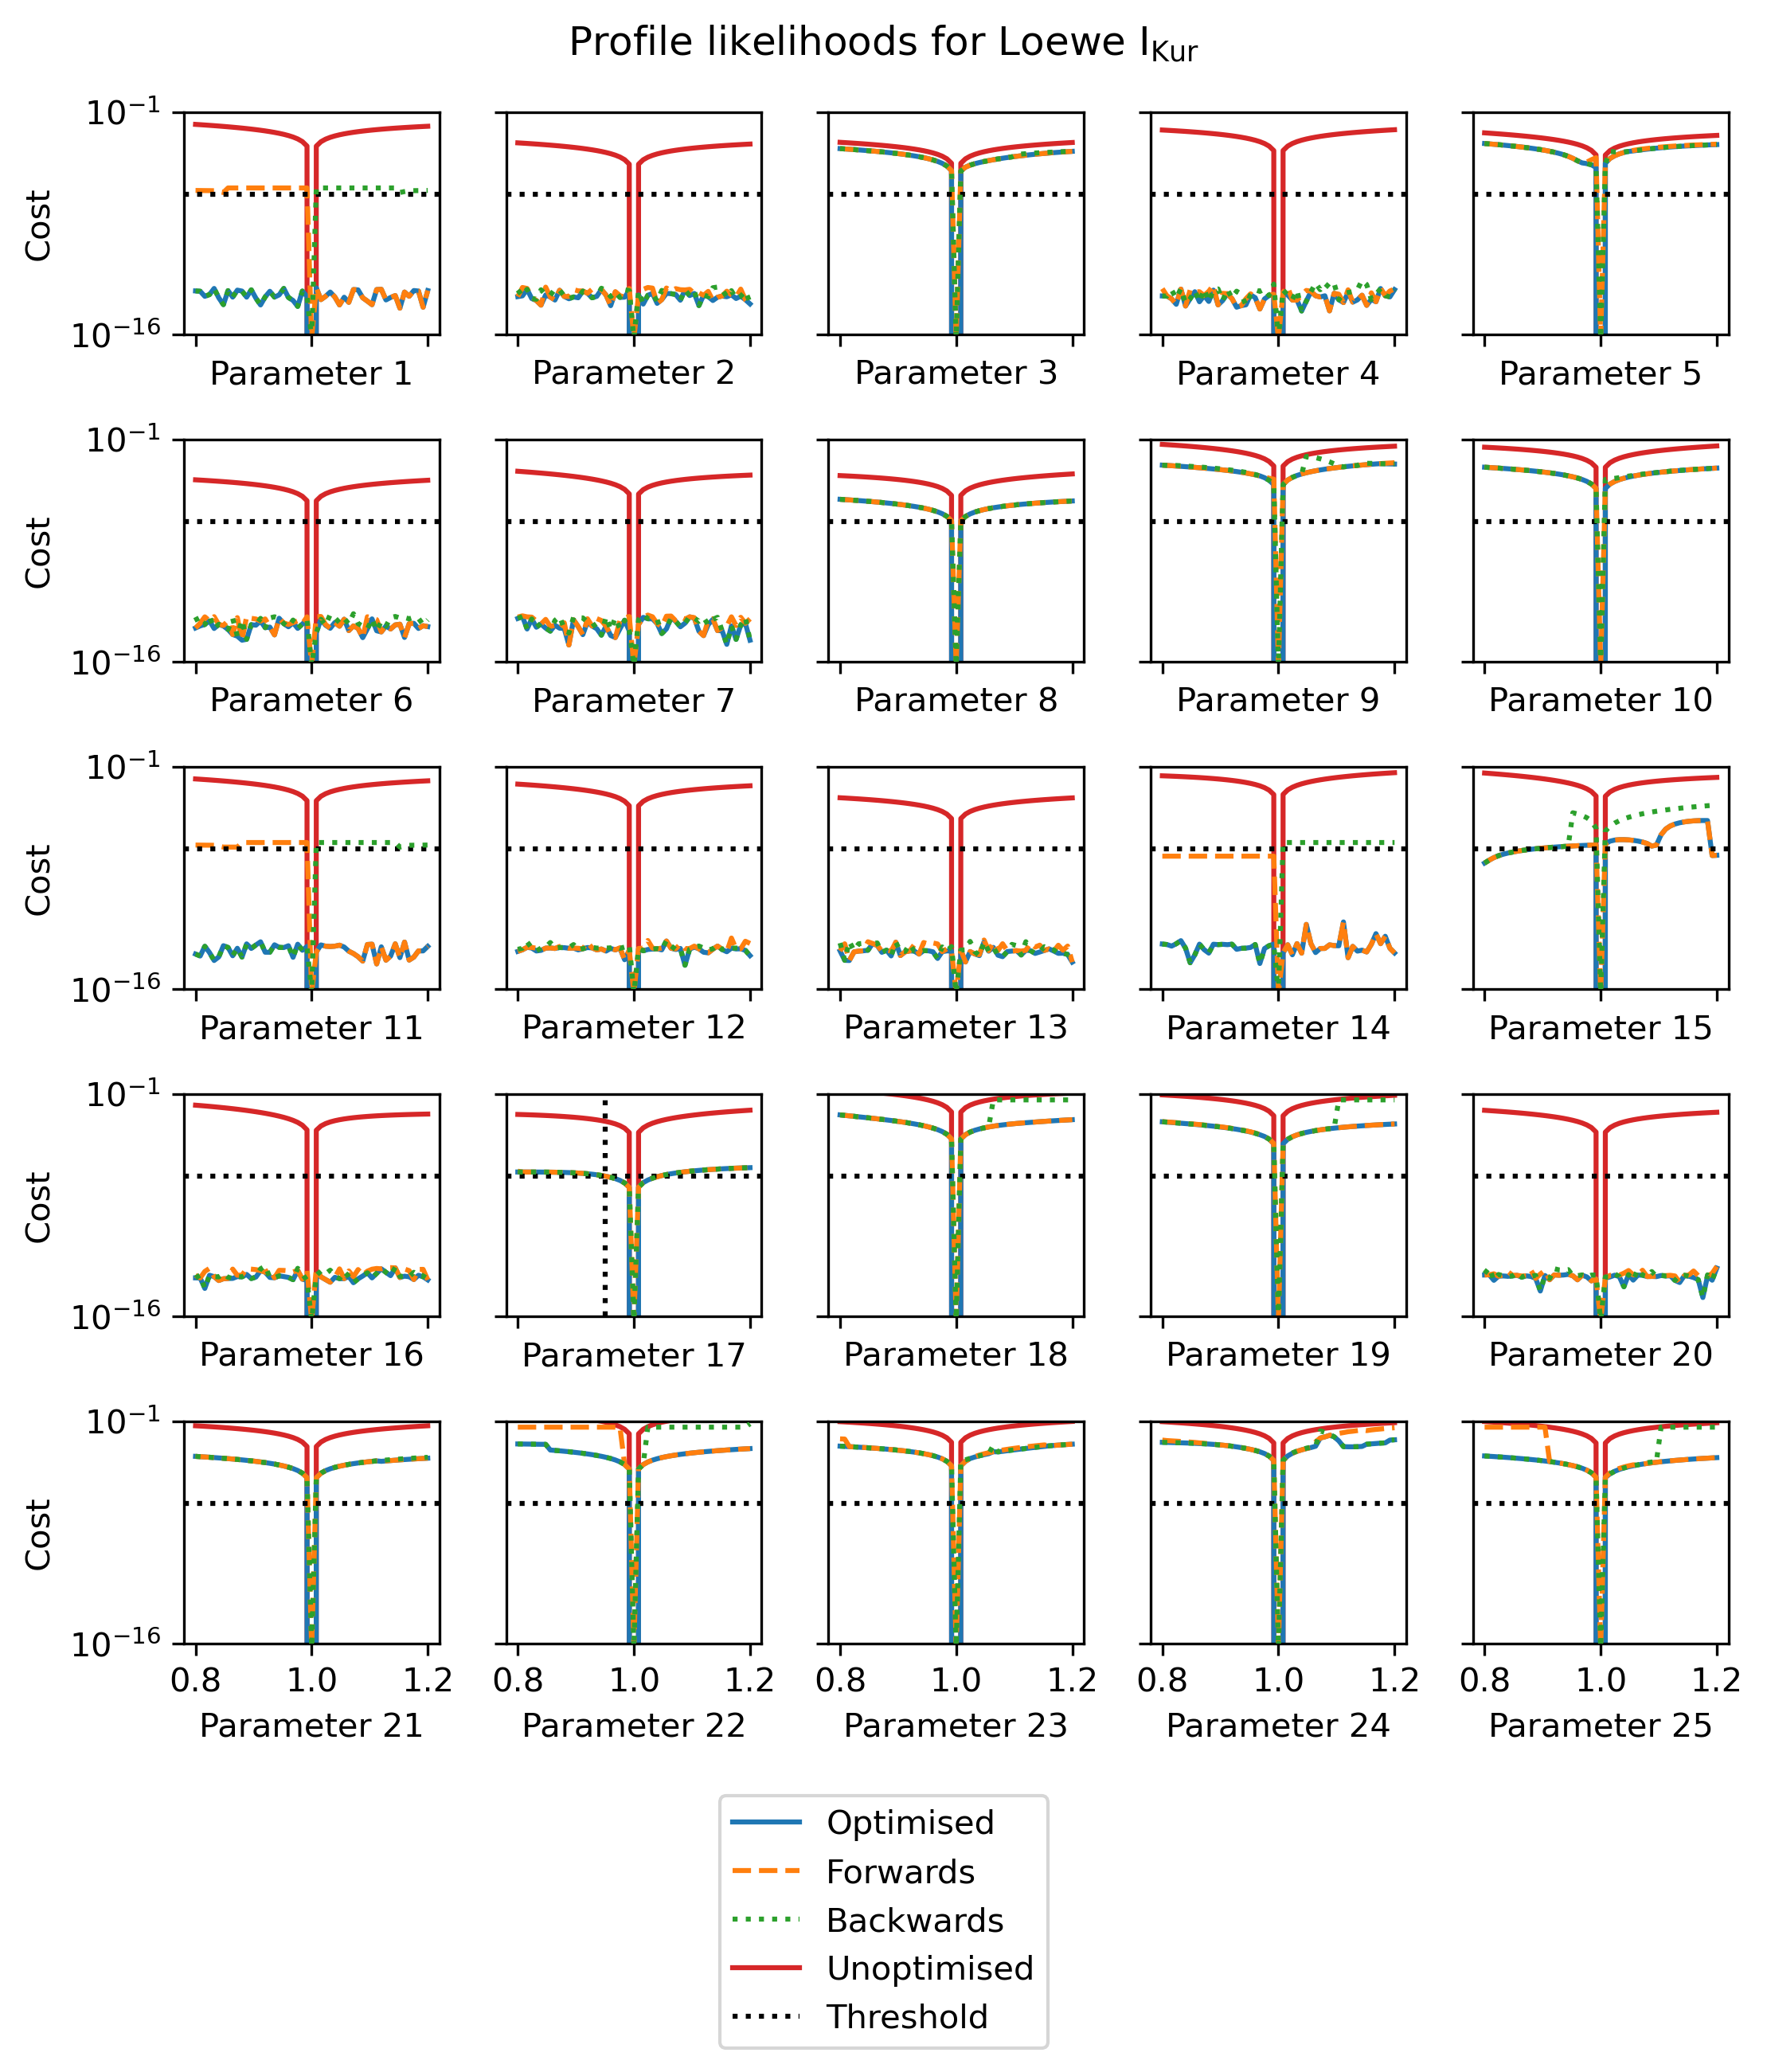 Profile likelihoods for Loewe I_Kur
10^-1
Cost
10^-16
Parameter 1
Parameter 2
Parameter 3
Parameter 4
Parameter 5
10^-1
Cost
10^-16
Parameter 6
Parameter 7
Parameter 8
Parameter 9
Parameter 10
10^-1
Cost
10^-16
Parameter 11
Parameter 12
Parameter 13
Parameter 14
Parameter 15
10^-1
Cost
10^-16
Parameter 16
Parameter 17
Parameter 18
Parameter 19
Parameter 20
10^-1
Cost
10^-16
0.8 1.0 1.2
Parameter 21
0.8 1.0 1.2
Parameter 22
0.8 1.0 1.2
Parameter 23
0.8 1.0 1.2
Parameter 24
0.8 1.0 1.2
Parameter 25
Optimised
Forwards
Backwards
Unoptimised
Threshold